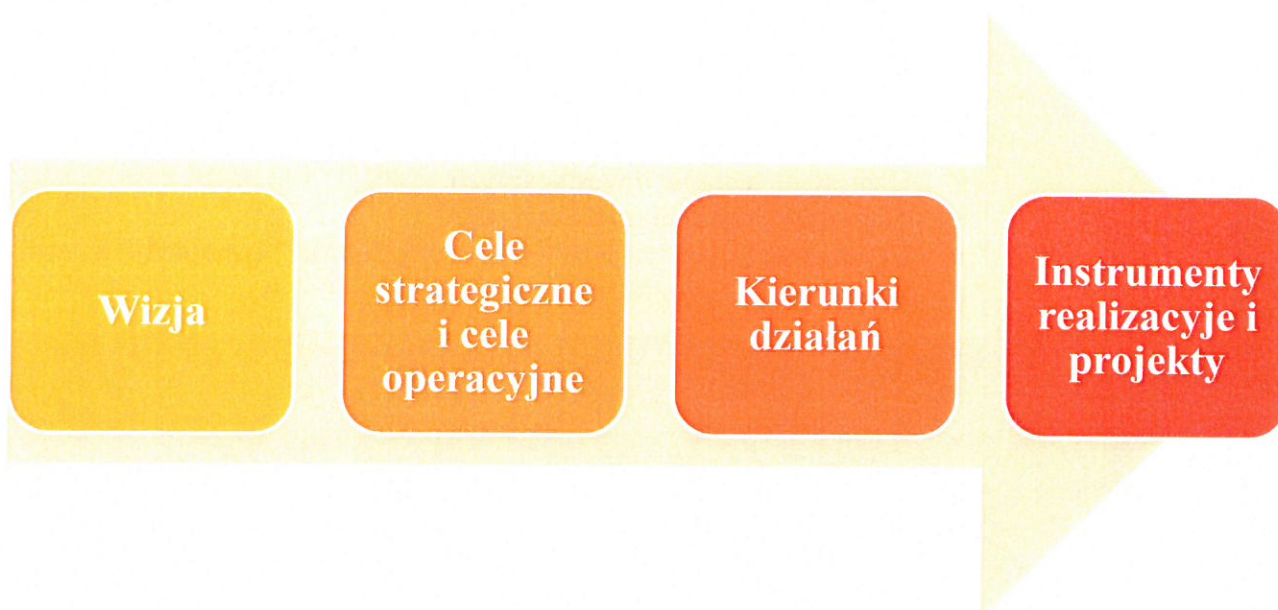 Wizja
Cele
strategiczne
i cele
operacyjne
Kierunki
działań
Instrumenty
realizacyje i
projekty